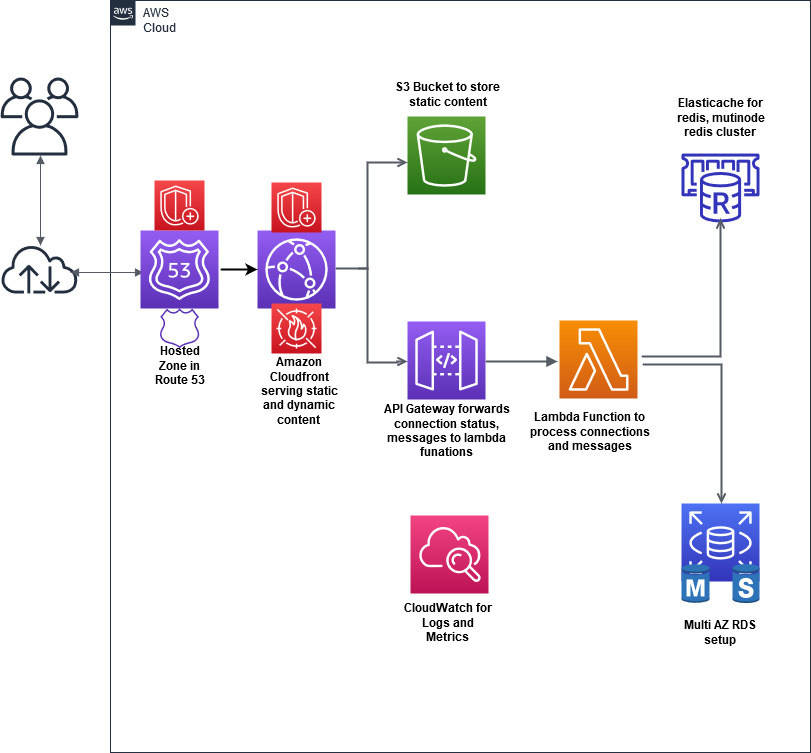 aws
AWS
Cloud
S3 Bucket to store
static content
Elasticache for
redis, mutinode
redis cluster
R
53
Hosted
Zone in
Route 53
Amazon
Cloudfront
serving static
and dynamic
content
</>
API Gateway forwards
connection status,
messages to lambda
funations
Lambda Function to
process connections
and messages
CloudWatch for
Logs and
Metrics
M
S
Multi AZ RDS
setup